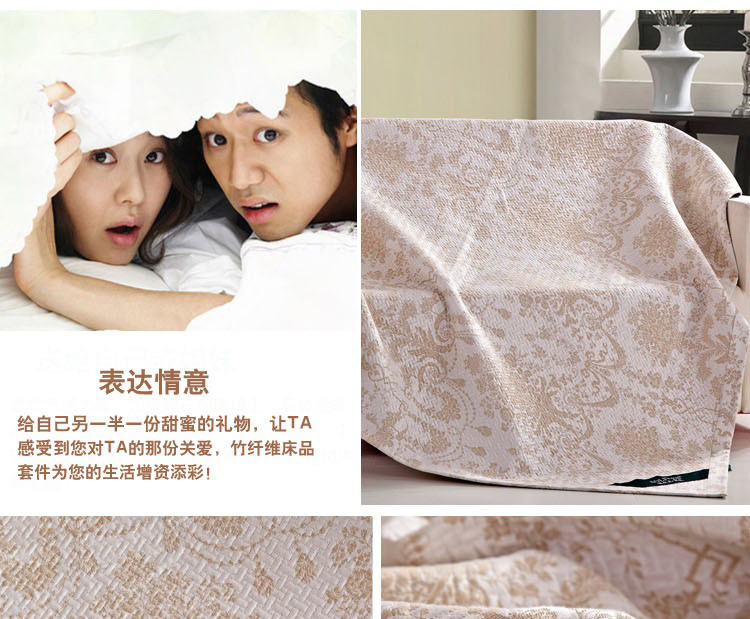 表达情意
给自己另一半一份甜蜜的礼物，让TA
感受到您对TA的那份关爱，竹纤维床品
套件为您的生活增资添彩！